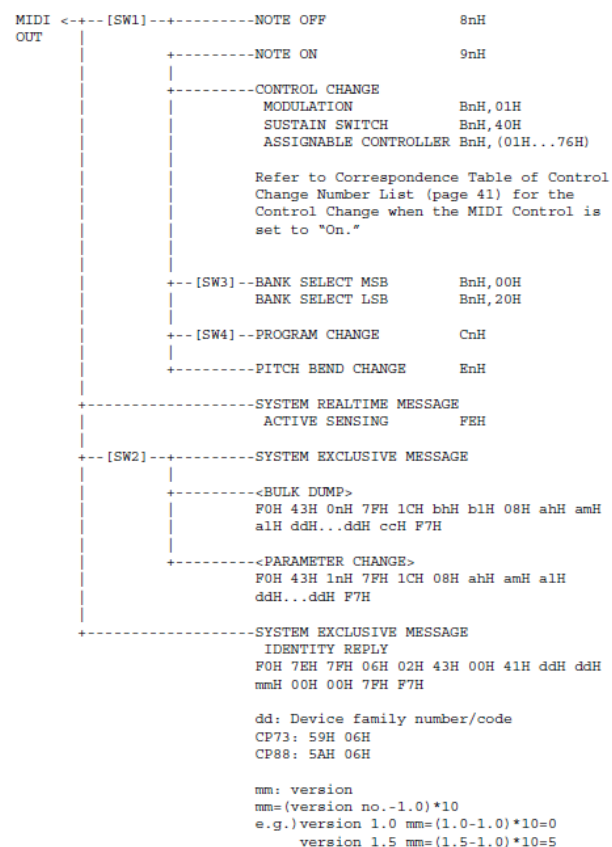 MIDI <-+--[SW1]--+---------NOTE OFF 8nH
OUT
+---------NOTE ON 9nH
+---------CONTROL CHANGE
MODULATION BnH,01H
SUSTAIN SWITCH BnH,40H
ASSIGNABLE CONTROLLER BnH,(01H...76H)
Refer to Correspondence Table of Control
Change Number List (page 41) for the
Control Change when the MIDI Control is
set to "On."
+--[SW3]--BANK SELECT MSB BnH,00H
BANK SELECT LSB BnH,20H
+--[SW4]--PROGRAM CHANGE CnH
+---------PITCH BEND CHANGE EnH
+-------------------SYSTEM REALTIME MESSAGE
ACTIVE SENSING FEH
+--[SW2]--+---------SYSTEM EXCLUSIVE MESSAGE
+---------<BULK DUMP>
F0H 43H 0nH 7FH 1CH bhH blH 08H ahH amH
alH ddH...ddH ccH F7H
+---------<PARAMETER CHANGE>
F0H 43H 1nH 7FH 1CH 08H ahH amH alH
ddH...ddH F7H
+-------------------SYSTEM EXCLUSIVE MESSAGE
IDENTITY REPLY
F0H 7EH 7FH 06H 02H 43H 00H 41H ddH ddH
mmH 00H 00H 7FH F7H
dd: Device family number/code
CP73: 59H 06H
CP88: 5AH 06H
mm: version
mm=(version no.-1.0)*10
e.g.)version 1.0 mm=(1.0-1.0)*10=0
version 1.5 mm=(1.5-1.0)*10=5